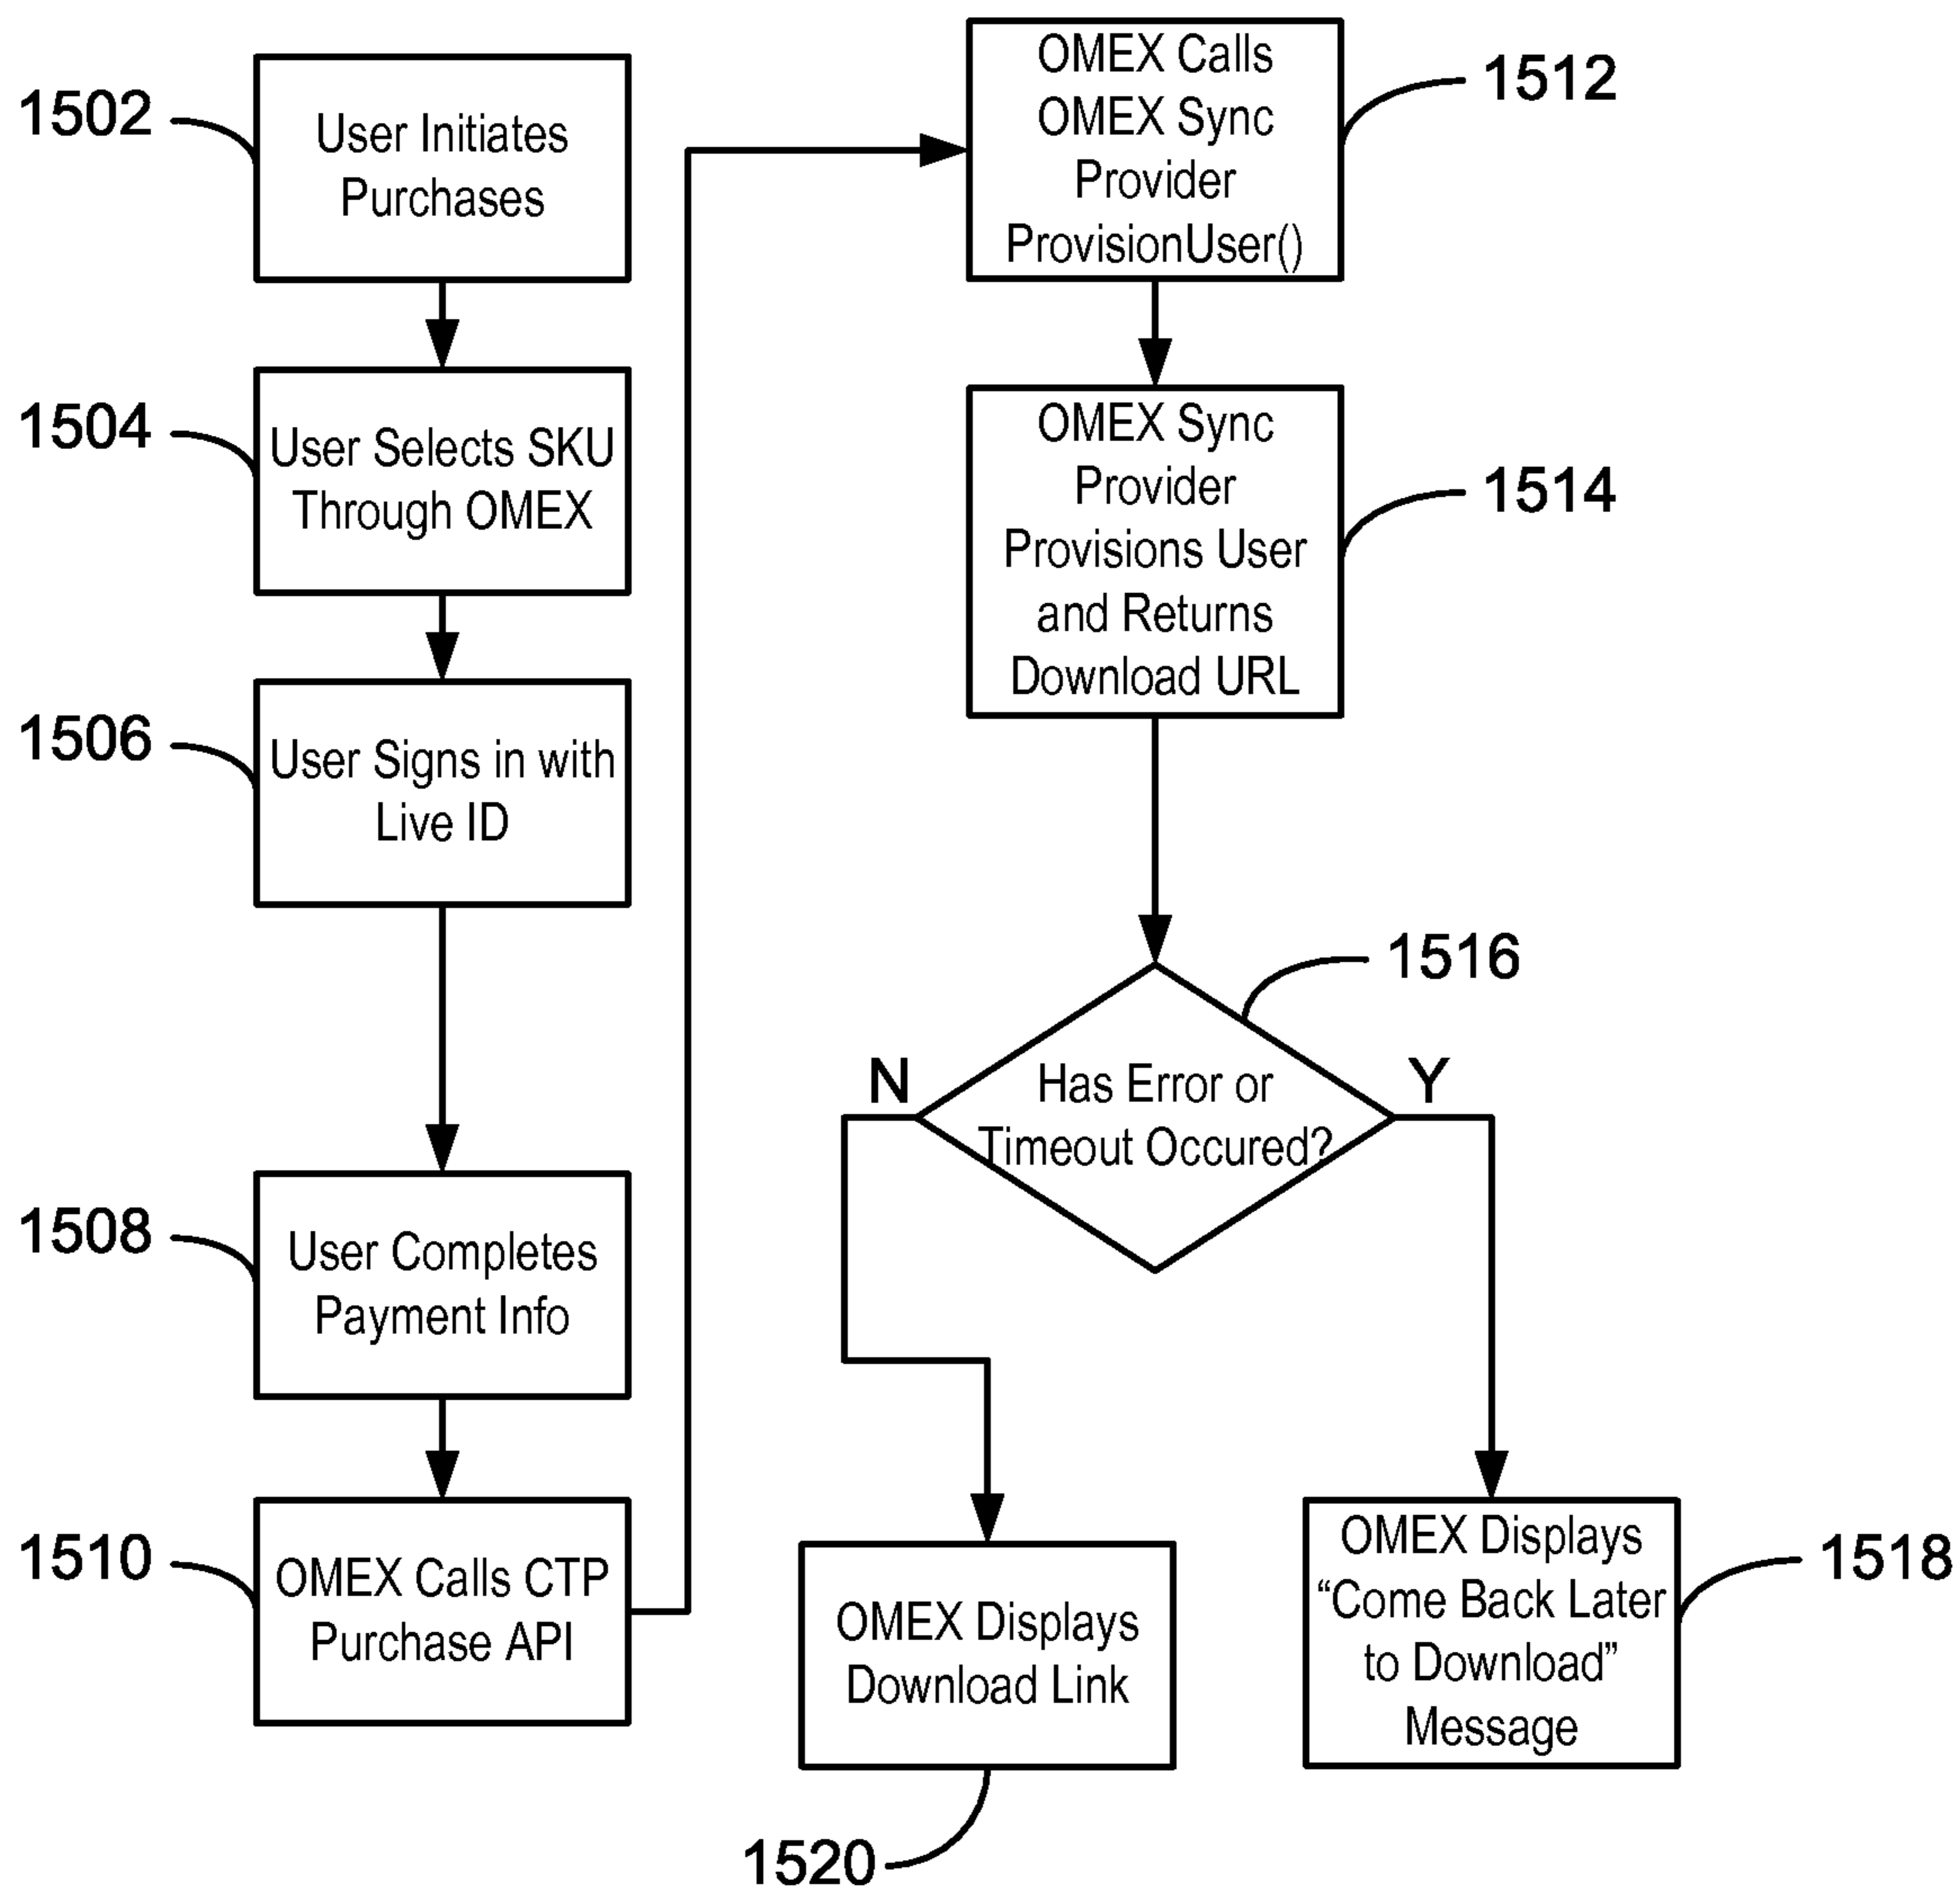 1502
User Initiates
Purchases
1504
User Selects SKU
Through OMEX
1506
User Signs in with
Live ID
1508
User Completes
Payment Info
1510
OMEX Calls CTP
Purchase API
OMEX Calls
OMEX Sync
Provider
ProvisionUser()
1512
OMEX Sync
Provider
Provisions User
and Returns
Download URL
1514
1516
Has Error or
Timeout Occured?
N
Y
OMEX Displays
Download Link
1520
OMEX Displays
“Come Back Later
to Download”
Message
1518